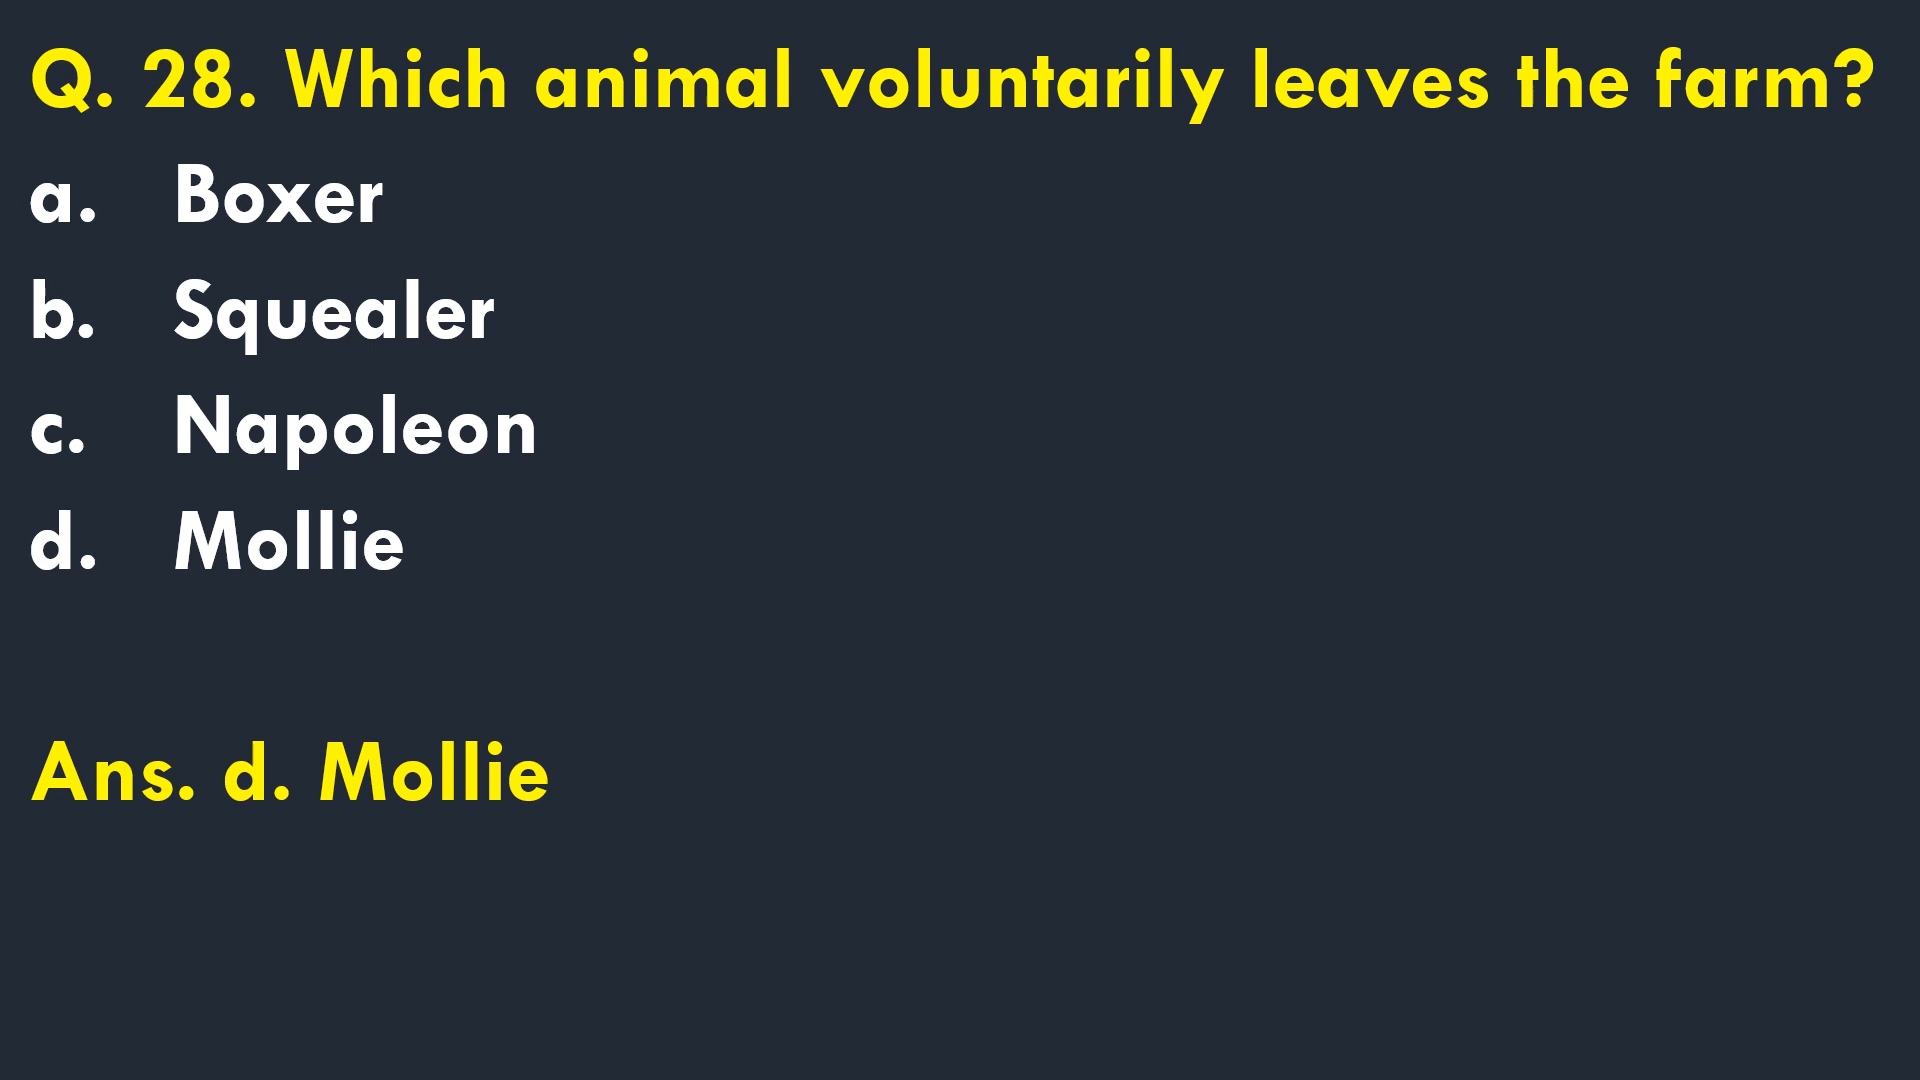 Q. 28. Which animal voluntarily leaves the farm?
a. Boxer
b. Squealer
c. Napoleon
d. Mollie
Ans. d. Mollie